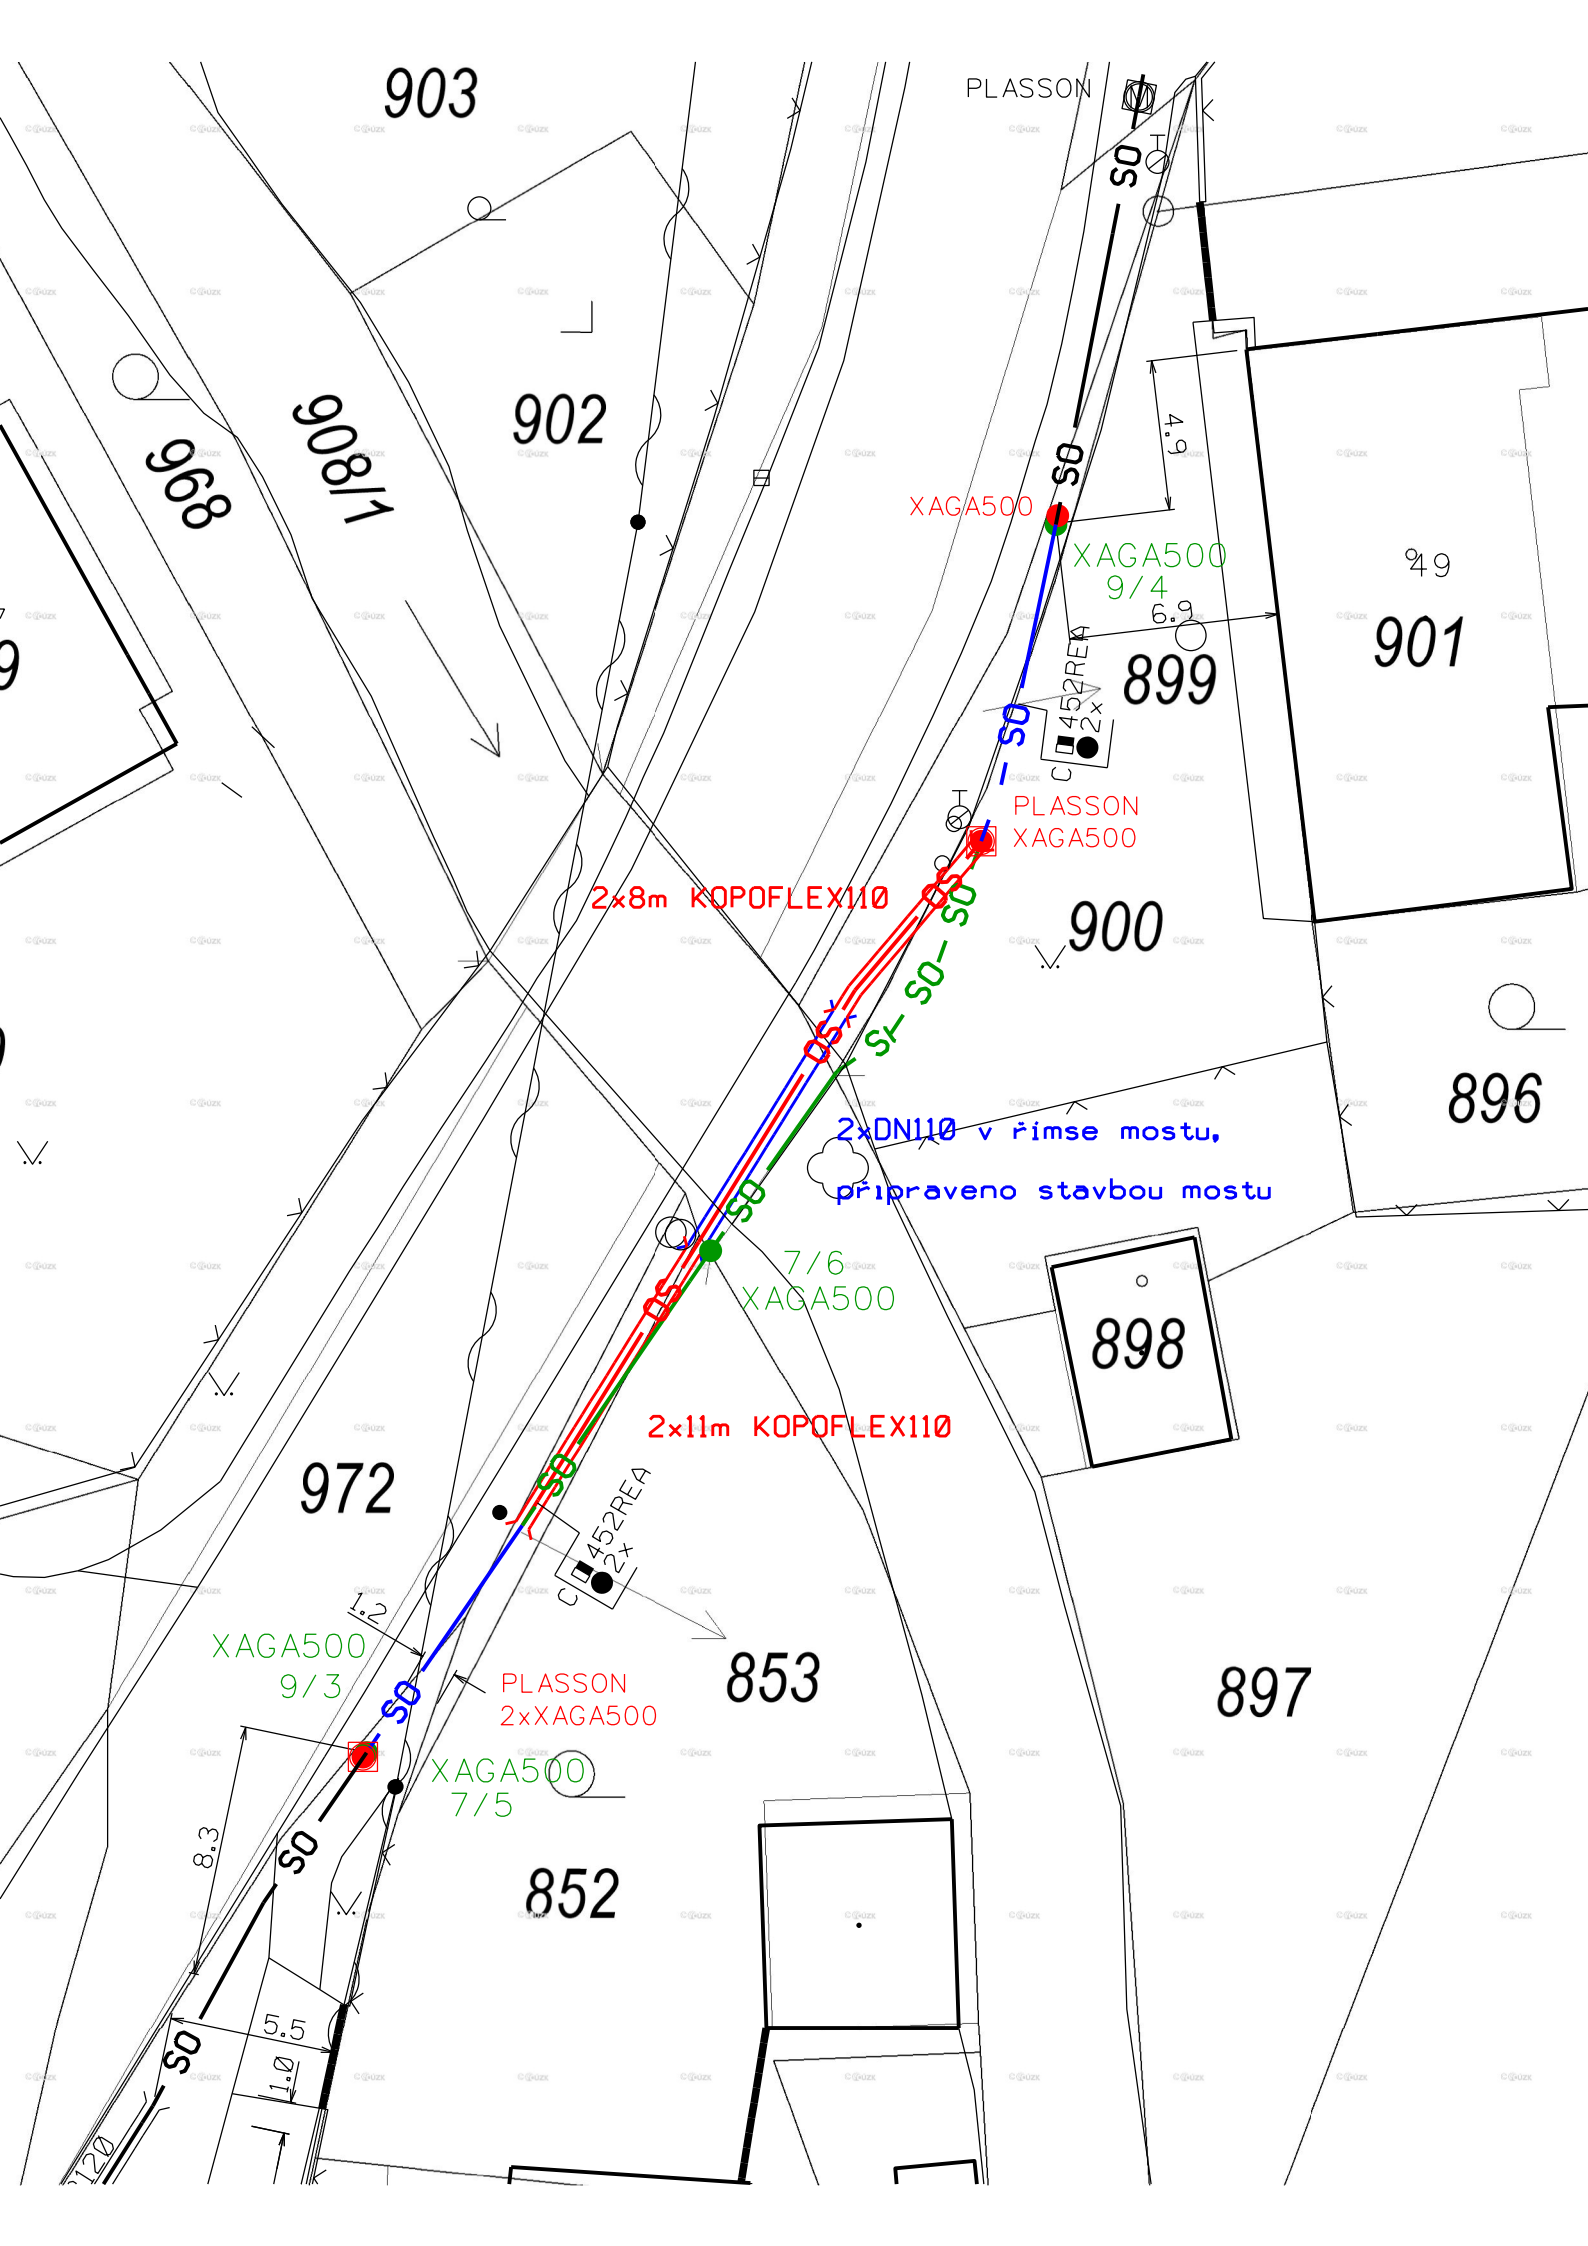 903
PLASSON
SO
902
908/1
968
4.9
SO
XAGA500
XAGA500
9/4
49
6.9
901
899
452REA
2x
C
SO
PLASSON
XAGA500
2x8m KOPOFLEX110
SO
SO
900
SO
SO
896
2xDN110 v římse mostu,
připraveno stavbou mostu
SO
7/6
XAGA500
SO
898
2x11m KOPOFLEX110
972
SO
452REA
2x
C
1.2
XAGA500
9/3
853
PLASSON
2xXAGA500
897
SO
XAGA500
7/5
8.3
SO
852
5.5
SO
1.0